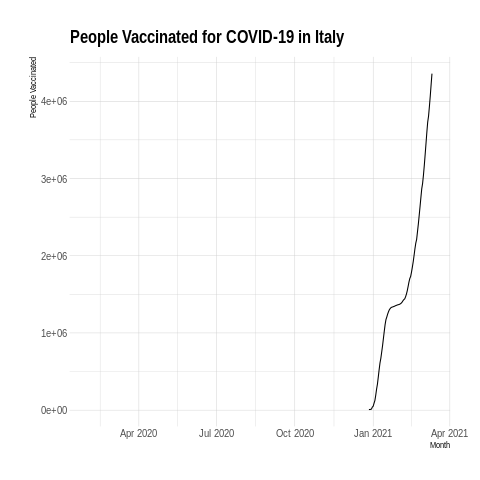 People Vaccinated for COVID-19 in Italy
People Vaccinated
4e+06
3e+06
2e+06
1e+06
0e+00
Apr 2020 Jul 2020 Oct 2020 Jan 2021 Apr 2021
Month